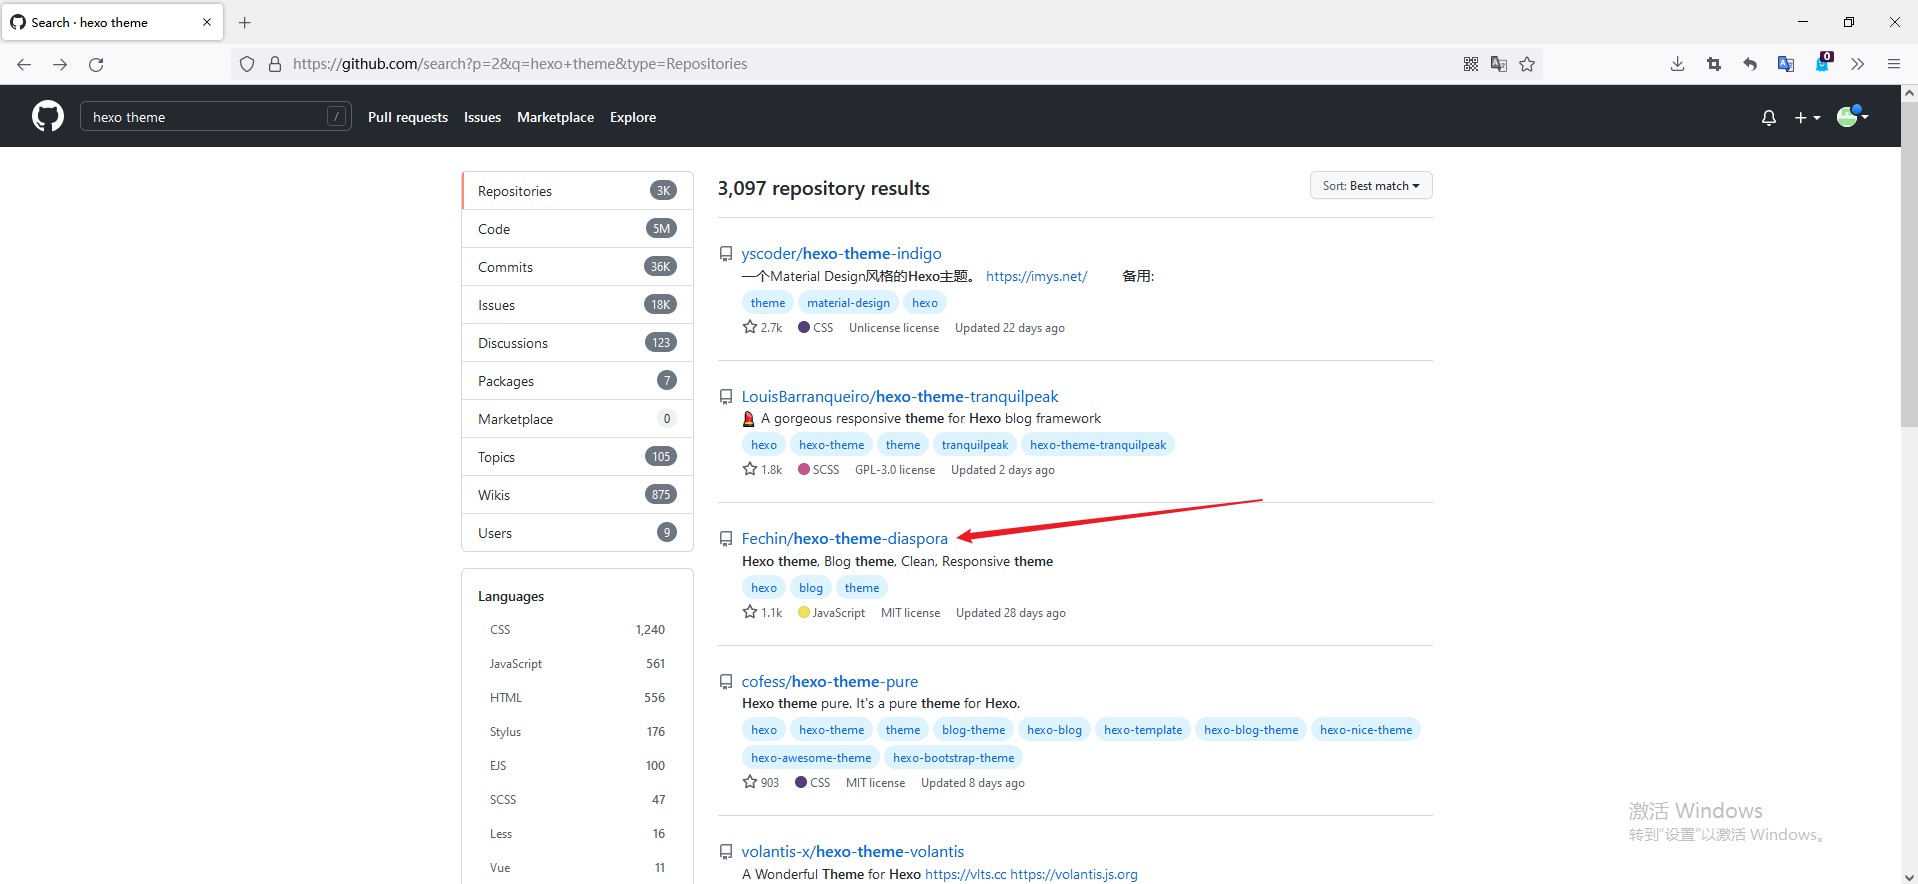 Search · hexo theme
https://github.com/search?p=2&q=hexo+theme&type=Repositories
0
hexo theme
/
Pull requests
Issues
Marketplace
Explore
Repositories 3K
Code 5M
Commits 36K
Issues 18K
Discussions 123
Packages 7
Marketplace 0
Topics 105
Wikis 875
Users 9
Languages
CSS 1,240
JavaScript 561
HTML 556
Stylus 176
EJS 100
SCSS 47
Less 16
Vue 11
3,097 repository results
Sort: Best match
yscoder/hexo-theme-indigo
一个Material Design风格的Hexo主题。 https://imys.net/ 备用:
theme material-design hexo
2.7k CSS Unlicense license Updated 22 days ago
LouisBarranqueiro/hexo-theme-tranquilpeak
A gorgeous responsive theme for Hexo blog framework
hexo hexo-theme theme tranquilpeak hexo-theme-tranquilpeak
1.8k SCSS GPL-3.0 license Updated 2 days ago
Fechin/hexo-theme-diaspora
Hexo theme, Blog theme, Clean, Responsive theme
hexo blog theme
1.1k JavaScript MIT license Updated 28 days ago
cofess/hexo-theme-pure
Hexo theme pure. It's a pure theme for Hexo.
hexo hexo-theme theme blog-theme hexo-blog hexo-template hexo-blog-theme hexo-nice-theme
hexo-awesome-theme hexo-bootstrap-theme
903 CSS MIT license Updated 8 days ago
volantis-x/hexo-theme-volantis
A Wonderful Theme for Hexo https://vlts.cc https://volantis.js.org
激活 Windows
转到“设置”以激活 Windows。